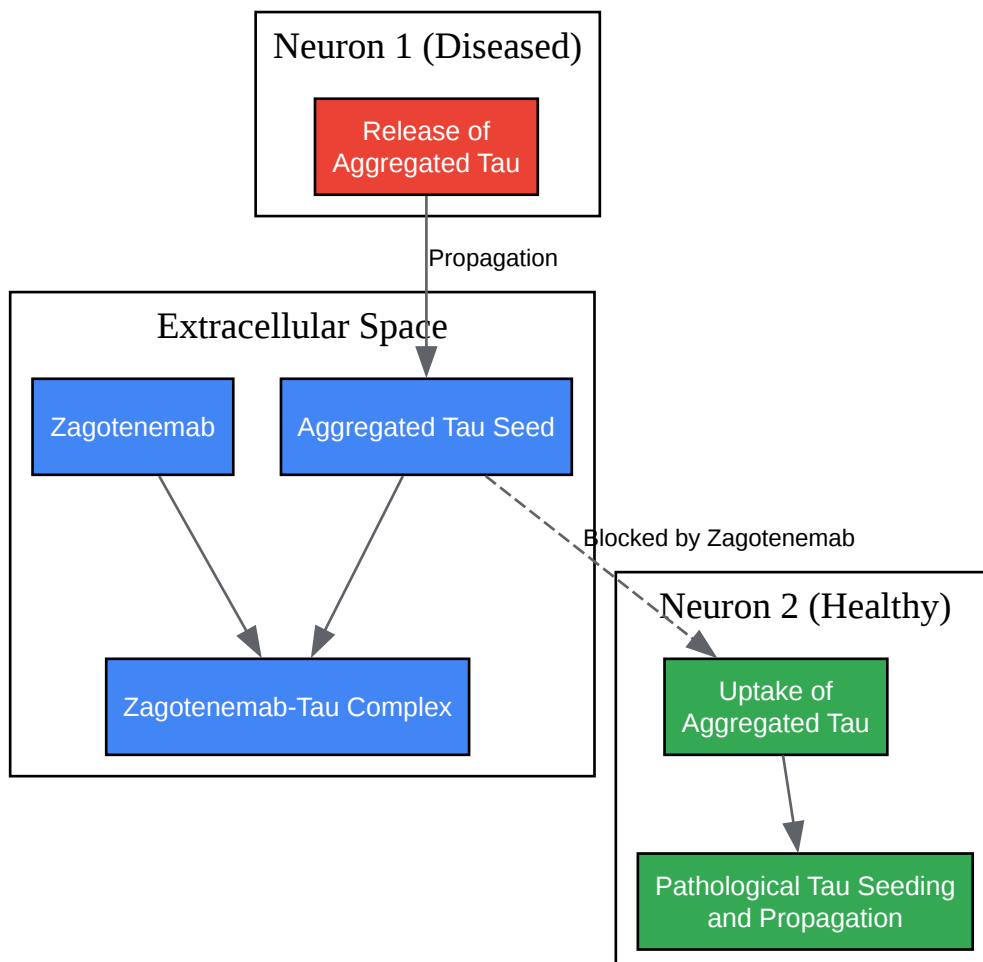 Neuron 1 (Diseased)
Release of
Aggregated Tau
Propagation
Extracellular Space
Zagotenemab
Aggregated Tau Seed
Blocked by Zagotenemab
Zagotenemab-Tau Complex
Neuron 2 (Healthy)
Uptake of
Aggregated Tau
Pathological Tau Seeding
and Propagation